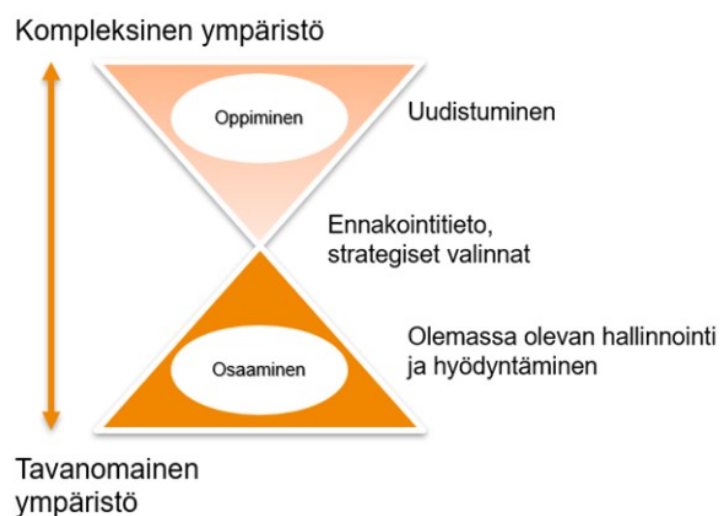 Kompleksinen ympäristö
Oppiminen
Uudistuminen
Ennakointitieto,
strategiset valinnat
Olemassa olevan hallinnointi
ja hyödyntäminen
Osaaminen
Tavanomainen
ympäristö